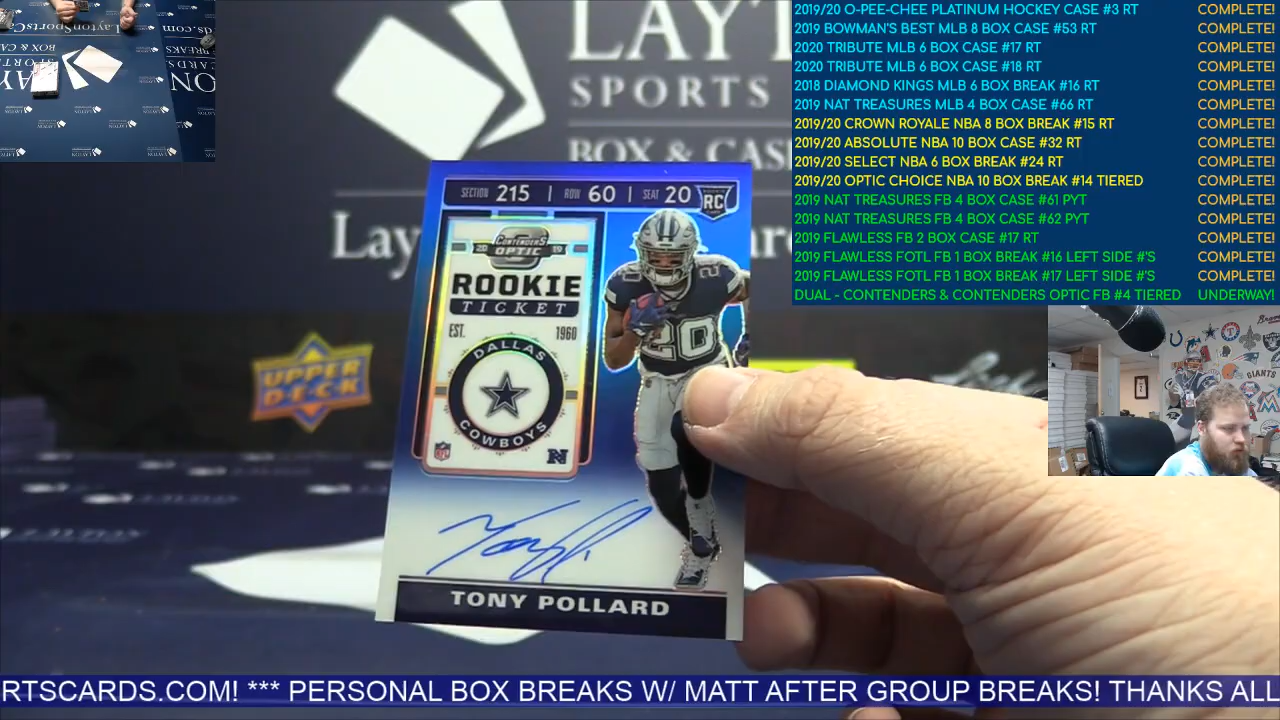 2019/20 O-PEE-CHEE PLATINUM HOCKEY CASE #3 RT COMPLETE!
2019 BOWMAN'S BEST MLB 8 BOX CASE #53 RT COMPLETE!
2020 TRIBUTE MLB 6 BOX CASE #17 RT COMPLETE!
2020 TRIBUTE MLB 6 BOX CASE #18 RT COMPLETE!
2018 DIAMOND KINGS MLB 6 BOX BREAK #16 RT COMPLETE!
2019 NAT TREASURES MLB 4 BOX CASE #66 RT COMPLETE!
2019/20 CROWN ROYALE NBA 8 BOX BREAK #15 RT COMPLETE!
2019/20 ABSOLUTE NBA 10 BOX CASE #32 RT COMPLETE!
2019/20 SELECT NBA 6 BOX BREAK #24 RT COMPLETE!
2019/20 OPTIC CHOICE NBA 10 BOX BREAK #14 TIERED COMPLETE!
2019 NAT TREASURES FB 4 BOX CASE #61 PYT COMPLETE!
2019 NAT TREASURES FB 4 BOX CASE #62 PYT COMPLETE!
2019 FLAWLESS FB 2 BOX CASE #17 RT COMPLETE!
2019 FLAWLESS FOTL FB 1 BOX BREAK #16 LEFT SIDE #'S COMPLETE!
2019 FLAWLESS FOTL FB 1 BOX BREAK #17 LEFT SIDE #'S COMPLETE!
DUAL - CONTENDERS & CONTENDERS OPTIC FB #4 TIERED UNDERWAY!
LAYT
SPORTS
BOX & CA
Lay
UPPER
DECK
SECTION 215 | ROW 60 | SEAT 20 RC
CONTENDERS
OPTIC
20 19
ROOKIE
TICKET
EST. 1960
DALLAS
COWBOYS
NFL N
20
20
TONY POLLARD
GIANTS
RTSCARDS.COM! *** PERSONAL BOX BREAKS W/ MATT AFTER GROUP BREAKS! THANKS ALL